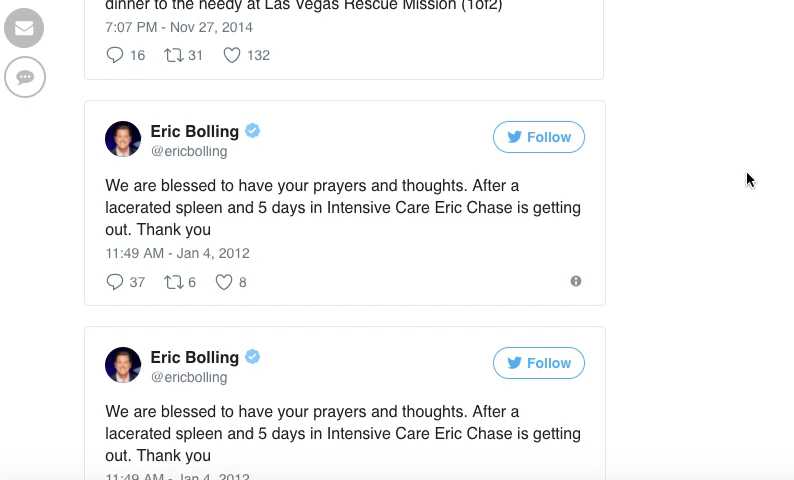 dinner to the needy at Las Vegas Rescue Mission (1of2)
7:07 PM - Nov 27, 2014
16 31 132
Eric Bolling
Follow
@ericbolling
We are blessed to have your prayers and thoughts. After a
lacerated spleen and 5 days in Intensive Care Eric Chase is getting
out. Thank you
11:49 AM - Jan 4, 2012
37 6 8
Eric Bolling
Follow
@ericbolling
We are blessed to have your prayers and thoughts. After a
lacerated spleen and 5 days in Intensive Care Eric Chase is getting
out. Thank you
11:49 AM - Jan 4, 2012